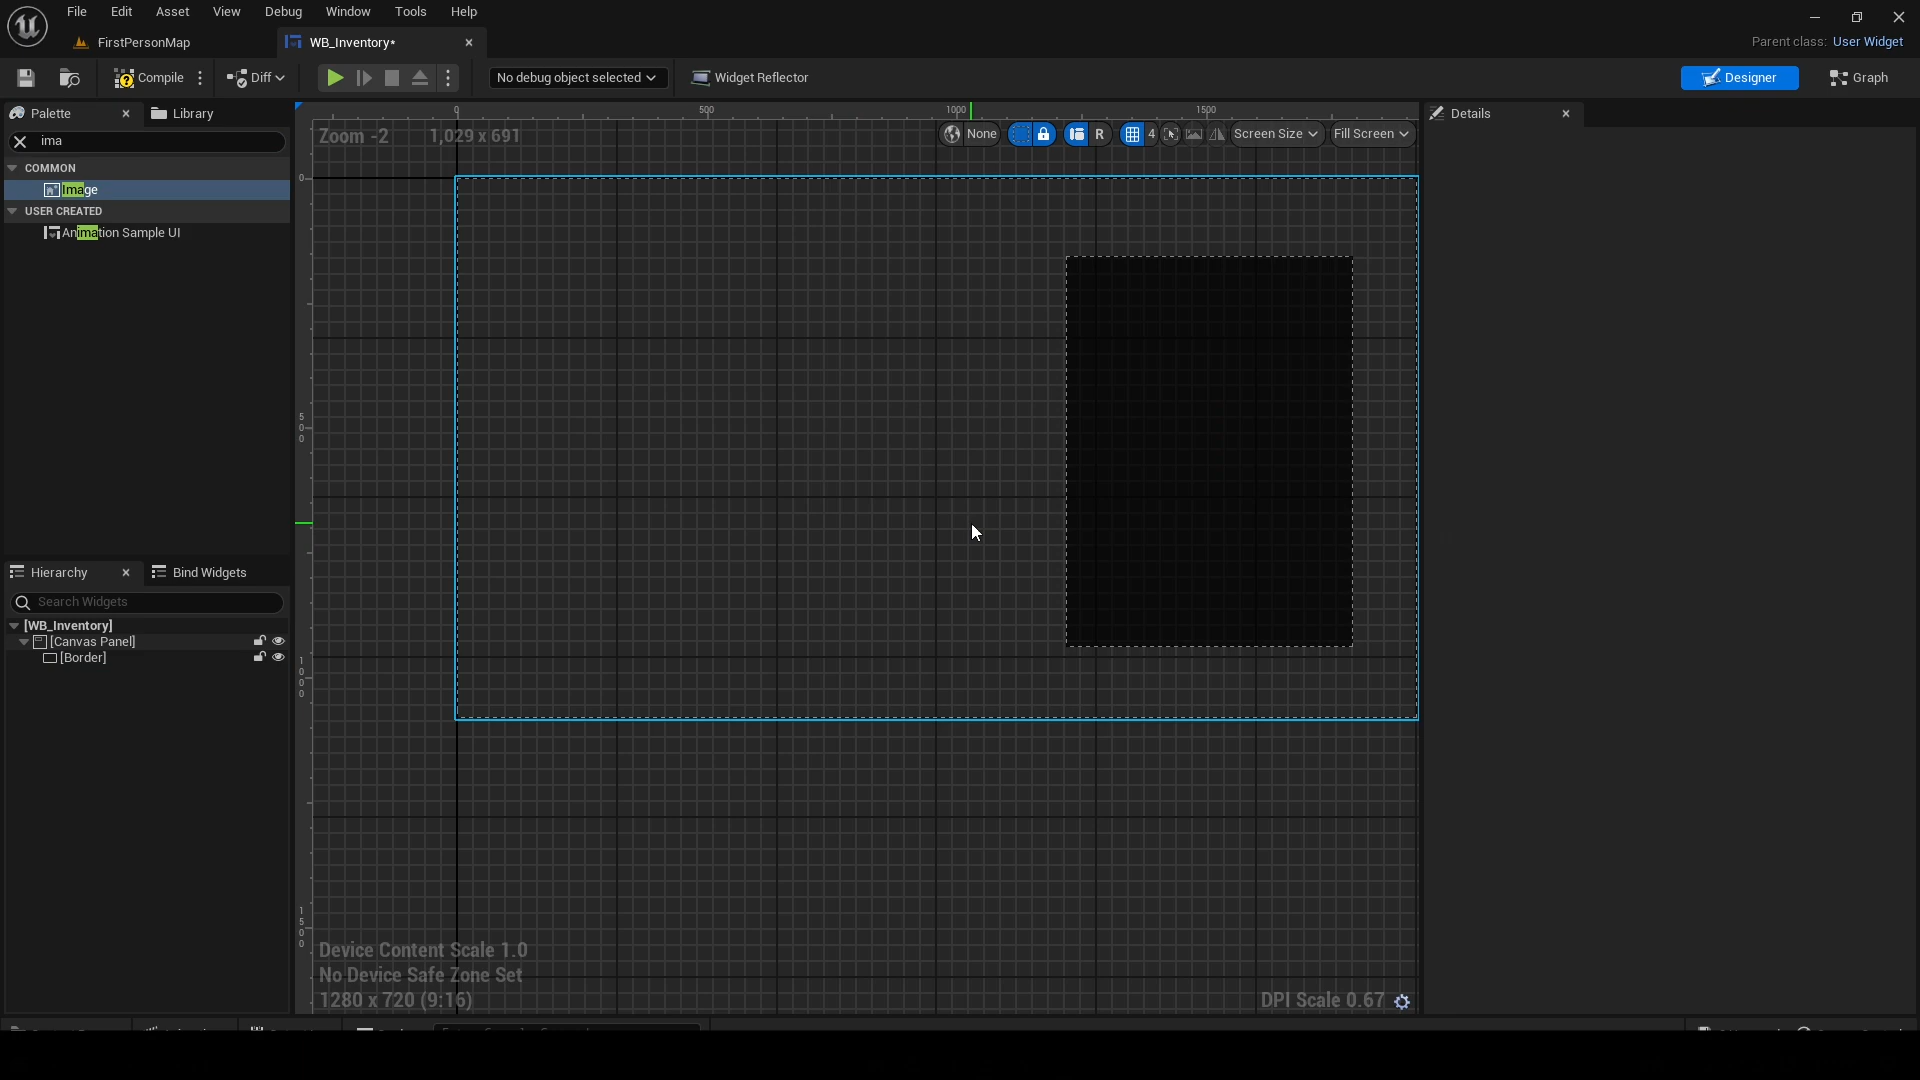 File Edit Asset View Debug Window Tools Help
FirstPersonMap WB_Inventory*
Parent class: User Widget
Compile Diff No debug object selected Widget Reflector Designer Graph
Palette Library Details
ima
COMMON
Image
USER CREATED
Animation Sample UI
0 500 1000 1500
Zoom -2 1,029 x 691 None R 4 Screen Size Fill Screen
0
500
1000
1500
Hierarchy Bind Widgets
Search Widgets
[WB_Inventory]
[Canvas Panel]
[Border]
Device Content Scale 1.0
No Device Safe Zone Set
1280 x 720 (9:16) DPI Scale 0.67